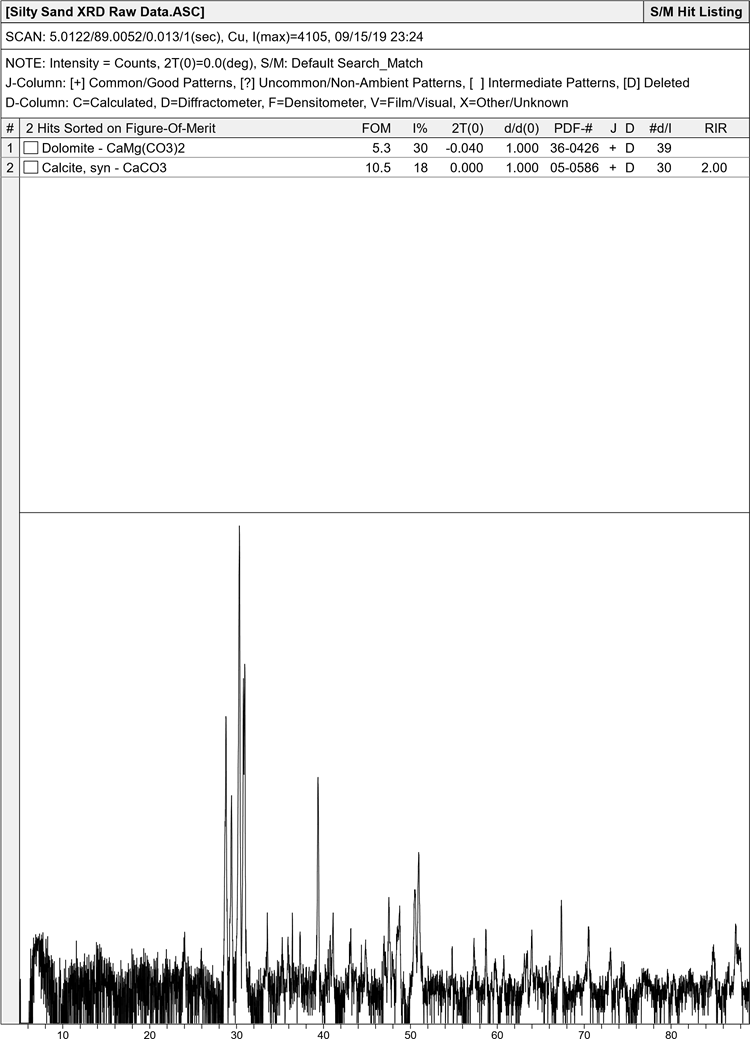 [Silty Sand XRD Raw Data.ASC] S/M Hit Listing
SCAN: 5.0122/89.0052/0.013/1(sec), Cu, I(max)=4105, 09/15/19 23:24
NOTE: Intensity = Counts, 2T(0)=0.0(deg), S/M: Default Search_Match
J-Column: [+] Common/Good Patterns, [?] Uncommon/Non-Ambient Patterns, [ ] Intermediate Patterns, [D] Deleted
D-Column: C=Calculated, D=Diffractometer, F=Densitometer, V=Film/Visual, X=Other/Unknown
# 2 Hits Sorted on Figure-Of-Merit FOM I% 2T(0) d/d(0) PDF-# J D #d/I RIR
1 Dolomite - CaMg(CO3)2 5.3 30 -0.040 1.000 36-0426 + D 39
2 Calcite, syn - CaCO3 10.5 18 0.000 1.000 05-0586 + D 30 2.00
10 20 30 40 50 60 70 80